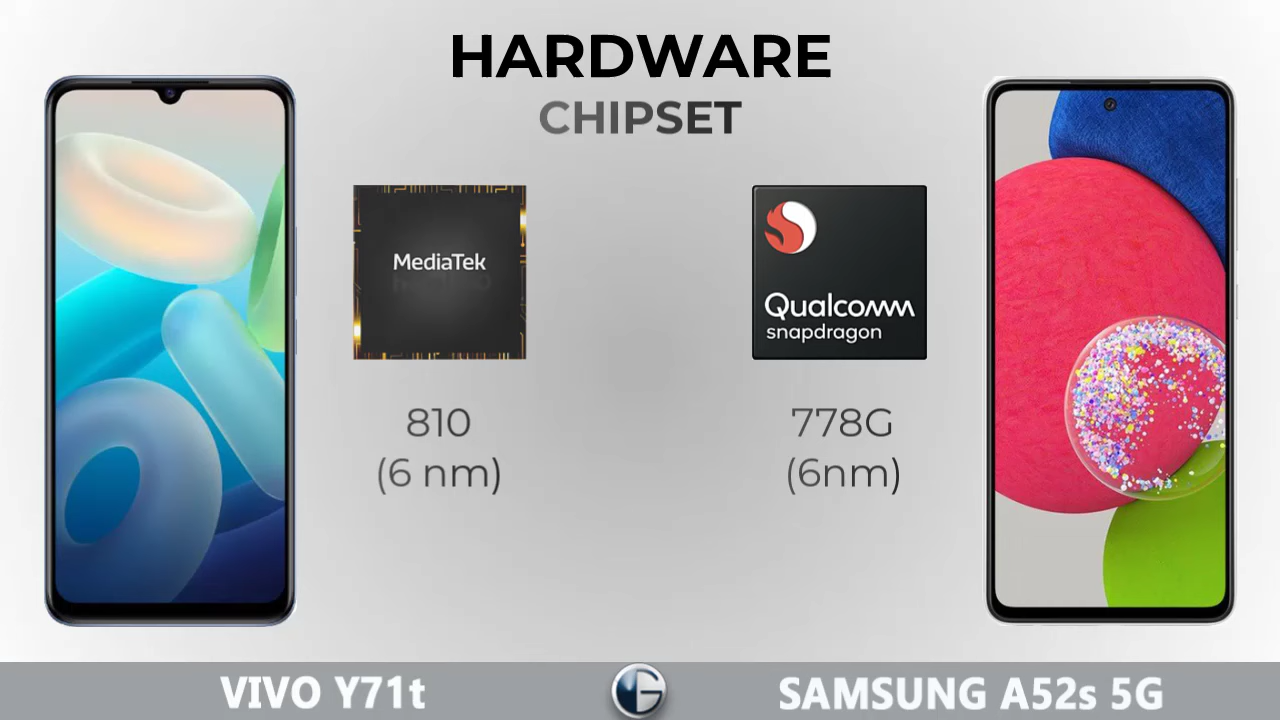 HARDWARE
CHIPSET
MediaTek
Qualcomm
snapdragon
810
(6 nm)
778G
(6nm)
VIVO Y71t
G
SAMSUNG A52s 5G